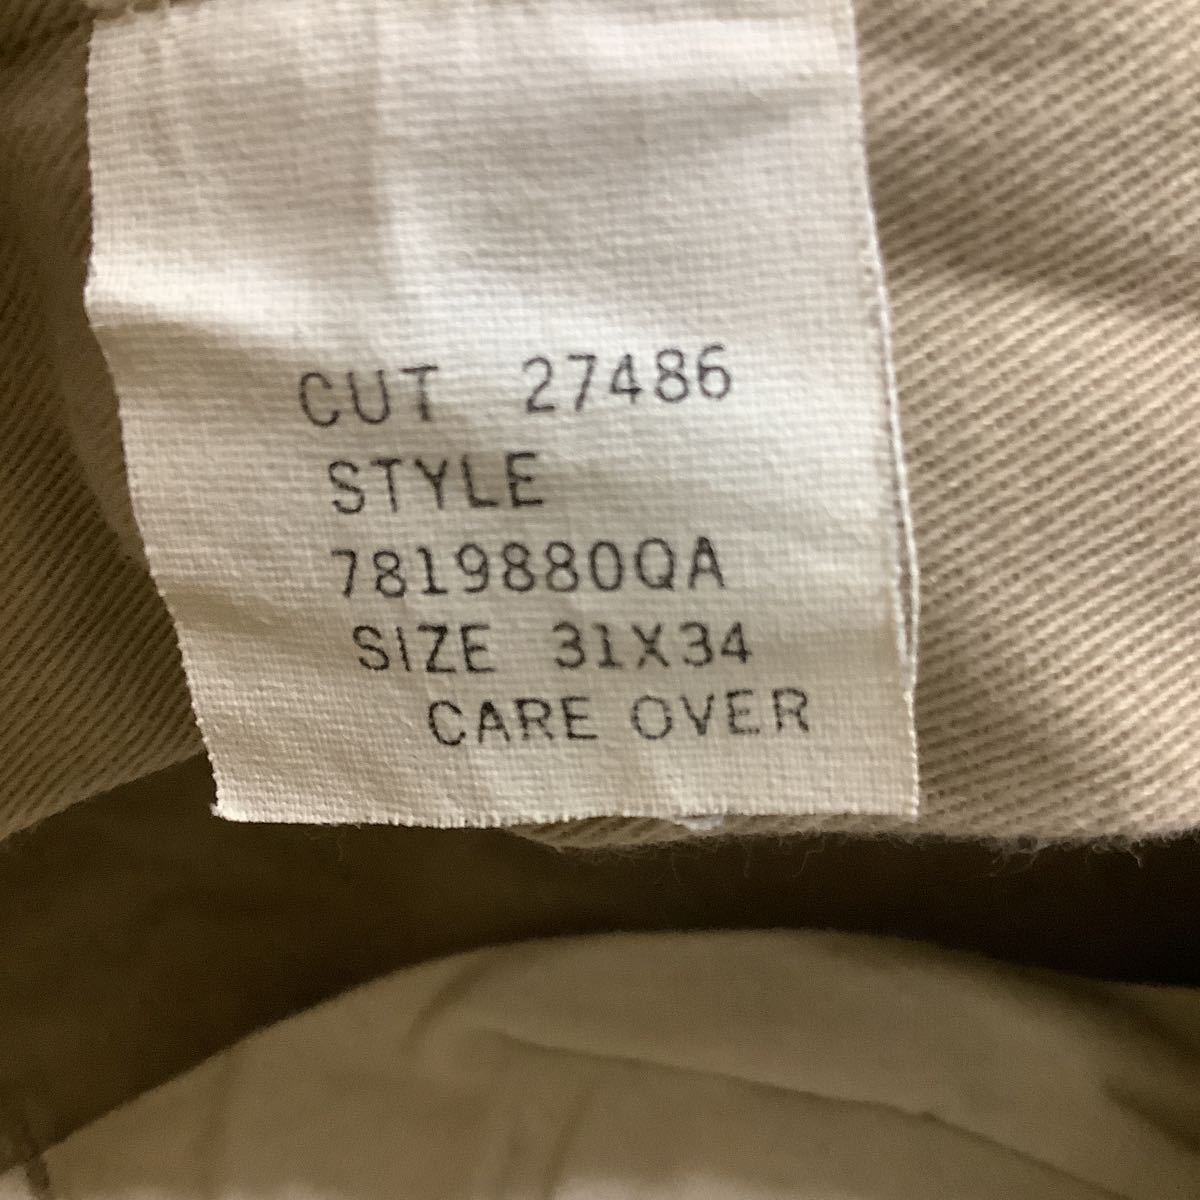 CUT 27486
STYLE
7819880QA
SIZE 31X34
CARE OVER